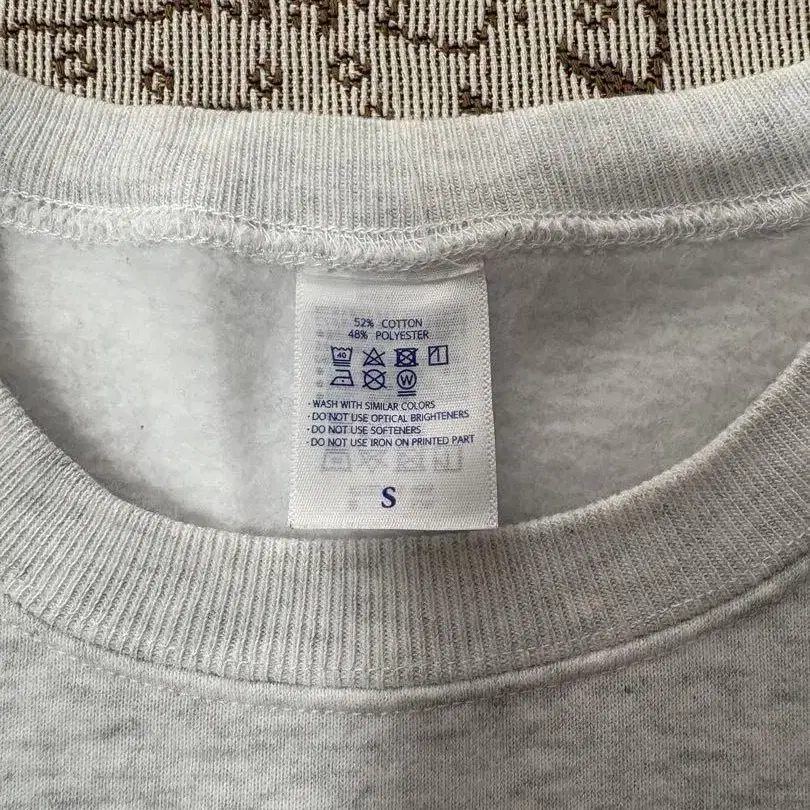 52% COTTON
48% POLYESTER
40
W
· WASH WITH SIMILAR COLORS
· DO NOT USE OPTICAL BRIGHTENERS
· DO NOT USE SOFTENERS
· DO NOT USE IRON ON PRINTED PART
S